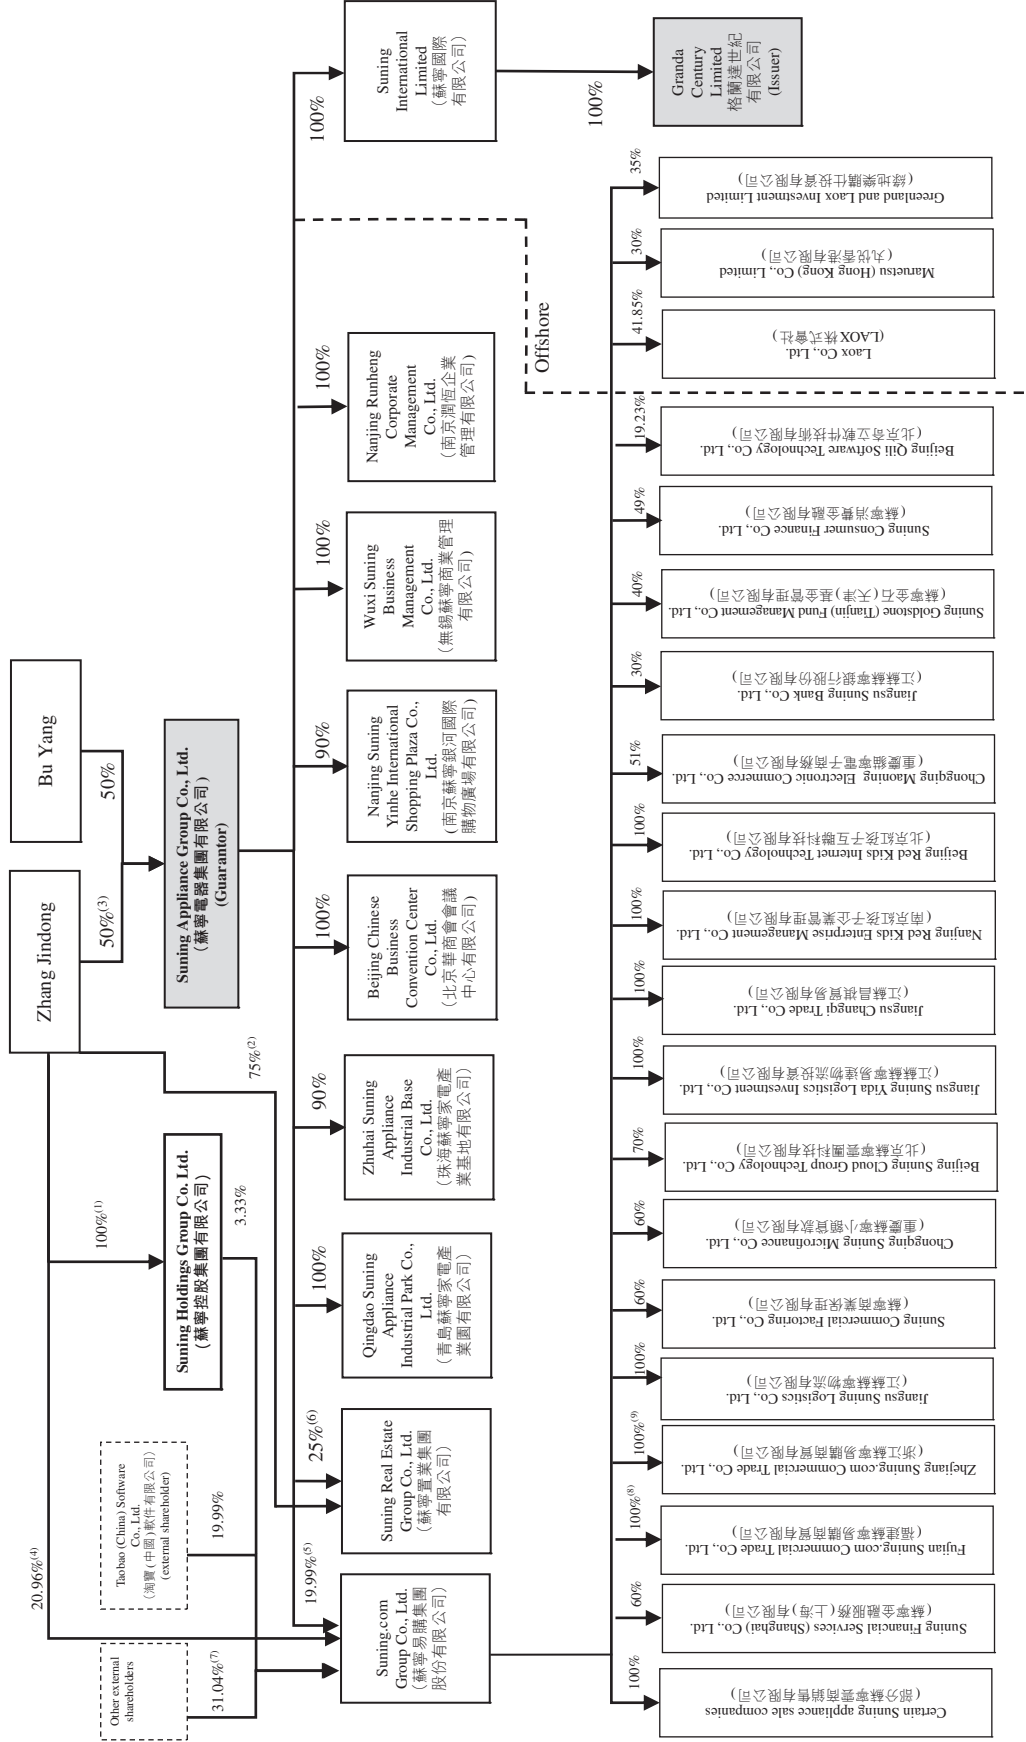 Zhang Jindong
Bu Yang
50%(3)
50%
Suning Appliance Group Co., Ltd.
（蘇寧電器集團有限公司）
(Guarantor)
100%(1)
Suning Holdings Group Co. Ltd.
（蘇寧控股集團有限公司）
3.33%
75%(2)
Other external
shareholders
31.04%(7)
20.96%(4)
Taobao (China) Software
Co., Ltd.
（淘寶（中國）軟件有限公司）
(external shareholder)
19.99%
19.99%(5)
Suning.com
Group Co., Ltd.
（蘇寧易購集團
股份有限公司）
25%(6)
Suning Real Estate
Group Co., Ltd.
（蘇寧置業集團
有限公司）
100%
Qingdao Suning
Appliance
Industrial Park Co.,
Ltd.
（青島蘇寧家電產
業園有限公司）
90%
Zhuhai Suning
Appliance
Industrial Base
Co., Ltd.
（珠海蘇寧家電產
業基地有限公司）
100%
Beijing Chinese
Business
Convention Center
Co., Ltd.
（北京華商會會議
中心有限公司）
90%
Nanjing Suning
Yinhe International
Shopping Plaza Co.,
Ltd.
（南京蘇寧銀河國際
購物廣場有限公司）
100%
Wuxi Suning
Business
Management
Co., Ltd.
（無錫蘇寧商業管理
有限公司）
100%
Nanjing Runheng
Corporate
Management
Co., Ltd.
（南京潤恆企業
管理有限公司）
100%
Suning
International
Limited
（蘇寧國際
有限公司）
100%
Granda
Century
Limited
格蘭達世紀
有限公司
(Issuer)
Offshore
100%
Certain Suning appliance sale companies
（部分蘇寧雲商銷售有限公司）
60%
Suning Financial Services (Shanghai) Co., Ltd.
（蘇寧金融服務（上海）有限公司）
100%(8)
Fujian Suning.com Commercial Trade Co., Ltd.
（福建蘇寧易購商貿有限公司）
100%(9)
Zhejiang Suning.com Commercial Trade Co., Ltd.
（浙江蘇寧易購商貿有限公司）
100%
Jiangsu Suning Logistics Co., Ltd.
（江蘇蘇寧物流有限公司）
60%
Suning Commercial Factoring Co., Ltd.
（蘇寧商業保理有限公司）
60%
Chongqing Suning Microfinance Co., Ltd.
（重慶蘇寧小額貸款有限公司）
70%
Beijing Suning Cloud Group Technology Co., Ltd.
（北京蘇寧雲團科技有限公司）
100%
Jiangsu Suning Yida Logistics Investment Co., Ltd.
（江蘇蘇寧易達物流投資有限公司）
100%
Jiangsu Changqi Trade Co., Ltd.
（江蘇昌祺貿易有限公司）
100%
Nanjing Red Kids Enterprise Management Co., Ltd.
（南京紅孩子企業管理有限公司）
100%
Beijing Red Kids Internet Technology Co., Ltd.
（北京紅孩子互聯科技有限公司）
51%
Chongqing Maoning Electronic Commerce Co., Ltd.
（重慶貓寧電子商務有限公司）
30%
Jiangsu Suning Bank Co., Ltd.
（江蘇蘇寧銀行股份有限公司）
40%
Suning Goldstone (Tianjin) Fund Management Co., Ltd.
（蘇寧金石（天津）基金管理有限公司）
49%
Suning Consumer Finance Co., Ltd.
（蘇寧消費金融有限公司）
19.23%
Beijing Qili Software Technology Co., Ltd.
（北京奇立軟件技術有限公司）
41.85%
Laox Co., Ltd.
(LAOX株式會社）
30%
Maruetsu (Hong Kong) Co., Limited
（丸悅香港有限公司）
35%
Greenland and Laox Investment Limited
（綠地樂購仕投資有限公司）